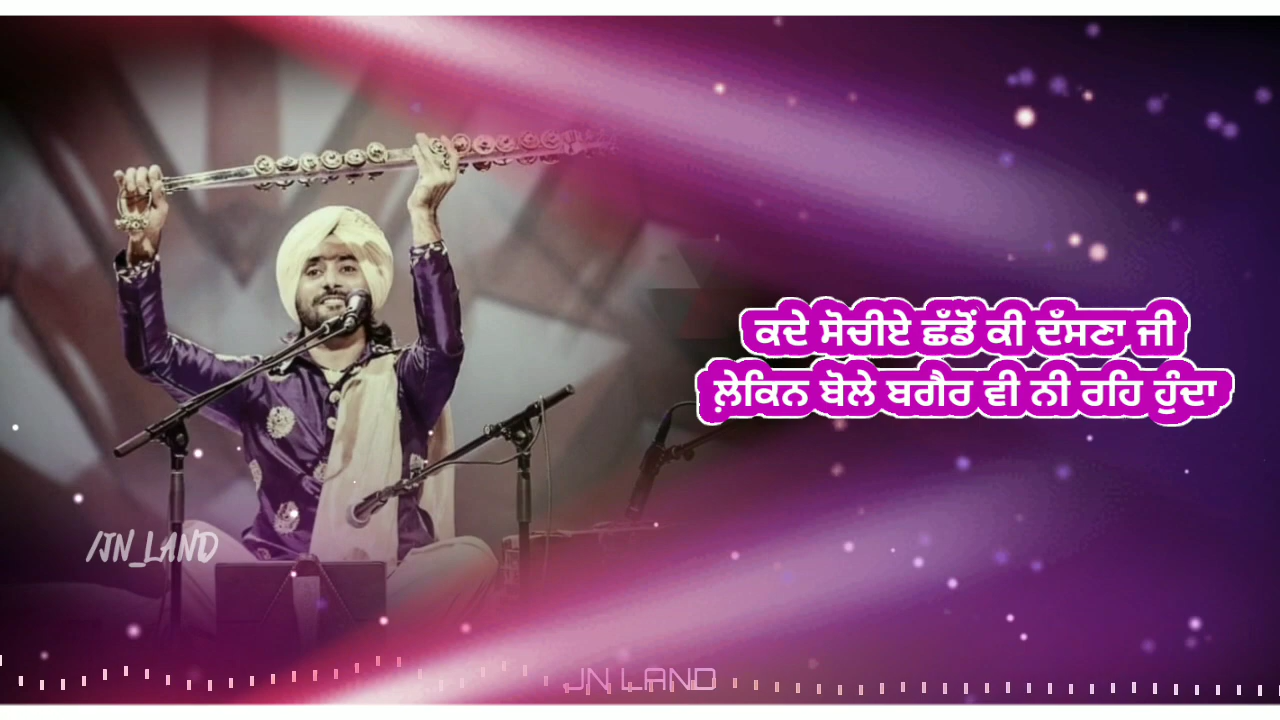 ਕਦੇ ਸੋਚੀਏ ਛੱਡੋਂ ਕੀ ਦੱਸਣਾ ਜੀ
ਲ਼ੇਕਿਨ ਬੋਲੇ ਬਗੈਰ ਵੀ ਨੀ ਰਹਿ ਹੁੰਦਾ
/JN_LAND
JN LAND